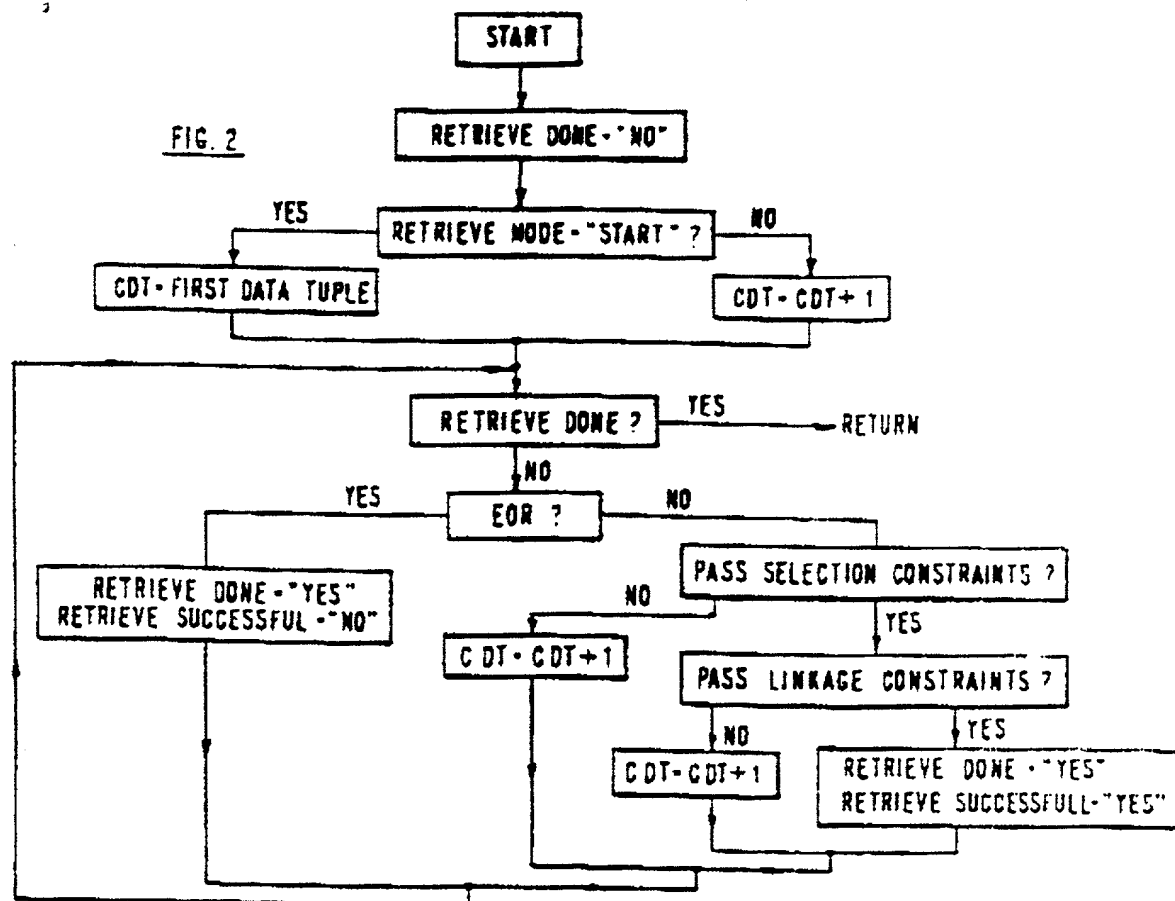 START
FIG. 2
RETRIEVE DONE-"NO"
YES
RETRIEVE MODE-"START" ?
NO
CDT-FIRST DATA TUPLE
CDT-CDT+1
RETRIEVE DONE ?
YES
RETURN
NO
YES
EOR ?
NO
RETRIEVE DONE-"YES"
RETRIEVE SUCCESSFUL-"NO"
PASS SELECTION CONSTRAINTS ?
NO
YES
CDT-CDT+1
PASS LINKAGE CONSTRAINTS ?
NO
YES
CDT-CDT+1
RETRIEVE DONE-"YES"
RETRIEVE SUCCESSFULL-"YES"